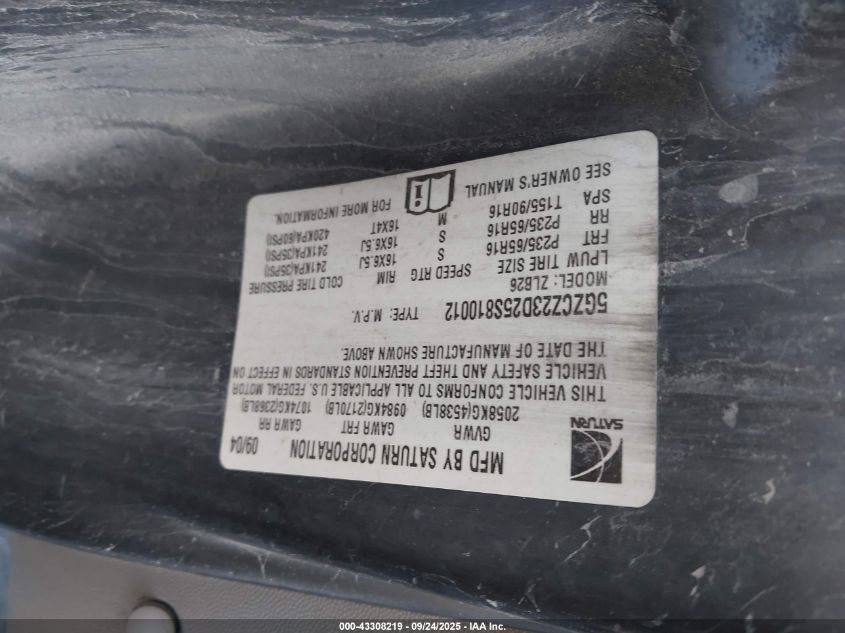 SATURN
MFD BY SATURN CORPORATION 09/04
GVWR GAWR FRT GAWR RR
2058KG(4538LB) 0984KG(2170LB) 1074KG(2368LB)
THIS VEHICLE CONFORMS TO ALL APPLICABLE U.S. FEDERAL MOTOR
VEHICLE SAFETY AND THEFT PREVENTION STANDARDS IN EFFECT ON
THE DATE OF MANUFACTURE SHOWN ABOVE.
5GZCZ23D25S810012 TYPE: M.P.V.
MODEL: ZLB26
LPUW TIRE SIZE SPEED RTG RIM COLD TIRE PRESSURE
FRT P235/65R16 S 16X6.5J 241KPA(35PSI)
RR P235/65R16 S 16X6.5J 241KPA(35PSI)
SPA T155/90R16 M 16X4T 420KPA(60PSI)
SEE OWNER'S MANUAL i FOR MORE INFORMATION.
000-43308219 - 09/24/2025 - IAA Inc.